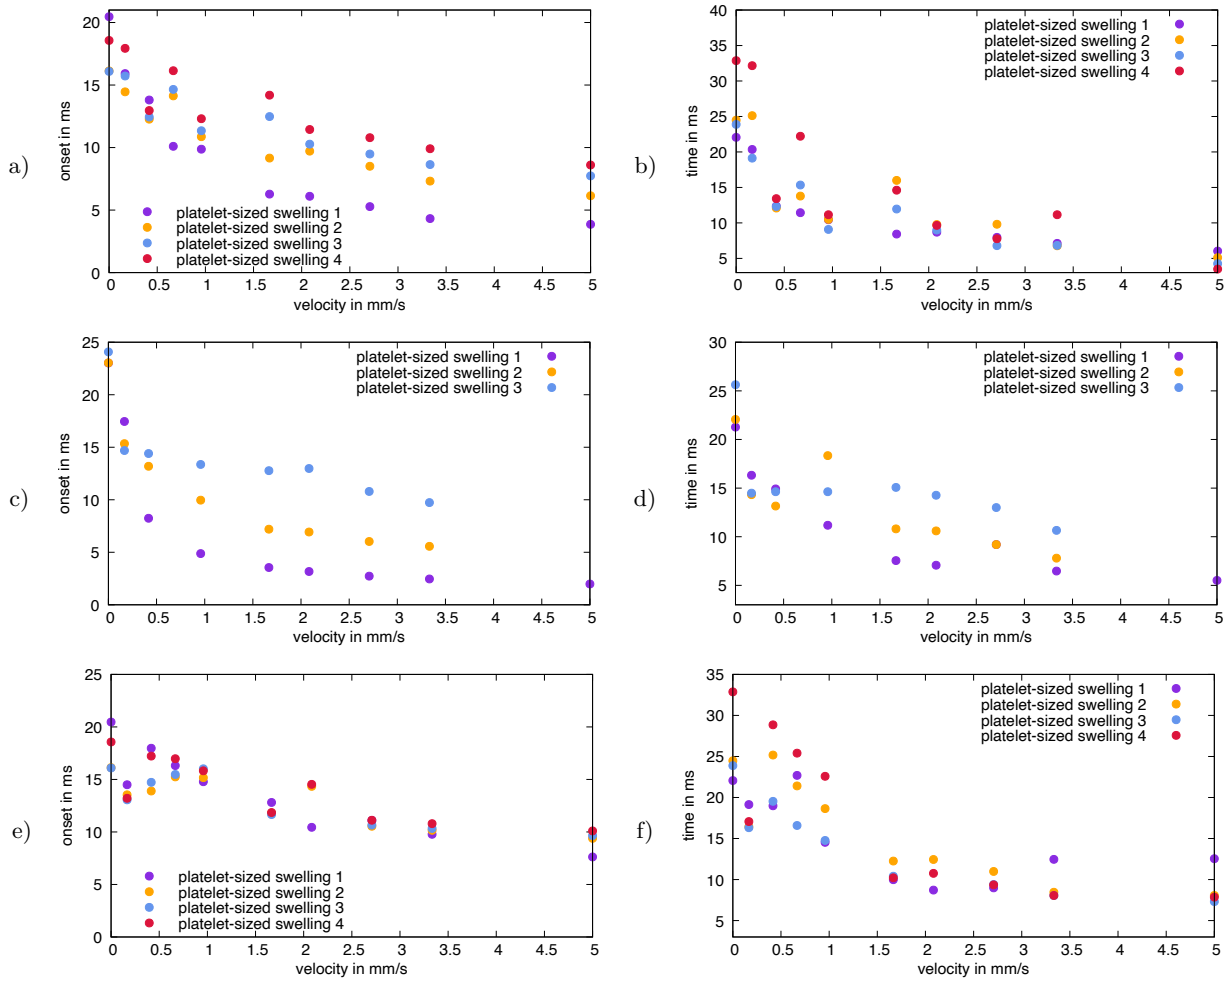 a)
onset in ms
20
15
10
5
0
platelet-sized swelling 1
platelet-sized swelling 2
platelet-sized swelling 3
platelet-sized swelling 4
0 0.5 1 1.5 2 2.5 3 3.5 4 4.5 5
velocity in mm/s
b)
time in ms
40
35
30
25
20
15
10
5
platelet-sized swelling 1
platelet-sized swelling 2
platelet-sized swelling 3
platelet-sized swelling 4
0 0.5 1 1.5 2 2.5 3 3.5 4 4.5 5
velocity in mm/s
c)
onset in ms
25
20
15
10
5
0
platelet-sized swelling 1
platelet-sized swelling 2
platelet-sized swelling 3
0 0.5 1 1.5 2 2.5 3 3.5 4 4.5 5
velocity in mm/s
d)
time in ms
30
25
20
15
10
5
platelet-sized swelling 1
platelet-sized swelling 2
platelet-sized swelling 3
0 0.5 1 1.5 2 2.5 3 3.5 4 4.5 5
velocity in mm/s
e)
onset in ms
25
20
15
10
5
0
platelet-sized swelling 1
platelet-sized swelling 2
platelet-sized swelling 3
platelet-sized swelling 4
0 0.5 1 1.5 2 2.5 3 3.5 4 4.5 5
velocity in mm/s
f)
time in ms
35
30
25
20
15
10
5
platelet-sized swelling 1
platelet-sized swelling 2
platelet-sized swelling 3
platelet-sized swelling 4
0 0.5 1 1.5 2 2.5 3 3.5 4 4.5 5
velocity in mm/s